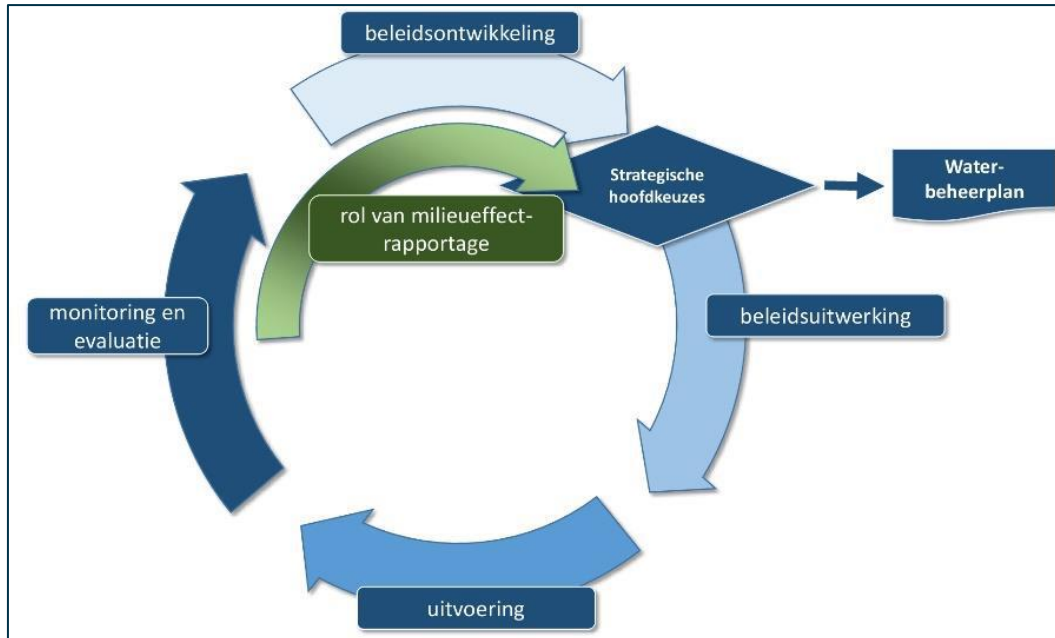 beleidsontwikkeling
Strategische
hoofdkeuzes
Water-
beheerplan
rol van milieueffect-
rapportage
monitoring en
evaluatie
beleidsuitwerking
uitvoering